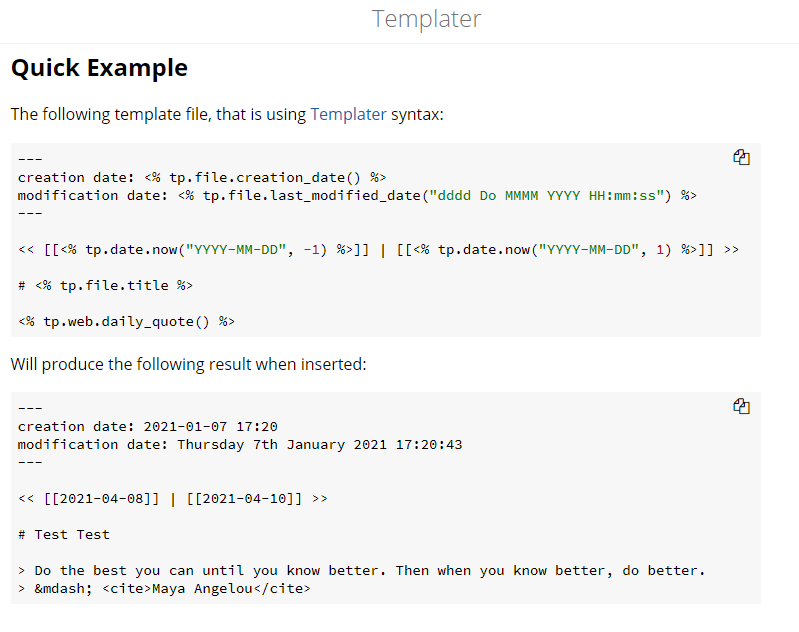 Templater
Quick Example
The following template file, that is using Templater syntax:
---
creation date: <% tp.file.creation_date() %>
modification date: <% tp.file.last_modified_date("dddd Do MMMM YYYY HH:mm:ss") %>
---
<< [[<% tp.date.now("YYYY-MM-DD", -1) %>]] | [[<% tp.date.now("YYYY-MM-DD", 1) %>]] >>
# <% tp.file.title %>
<% tp.web.daily_quote() %>
Will produce the following result when inserted:
---
creation date: 2021-01-07 17:20
modification date: Thursday 7th January 2021 17:20:43
---
<< [[2021-04-08]] | [[2021-04-10]] >>
# Test Test
> Do the best you can until you know better. Then when you know better, do better.
> &mdash; <cite>Maya Angelou</cite>